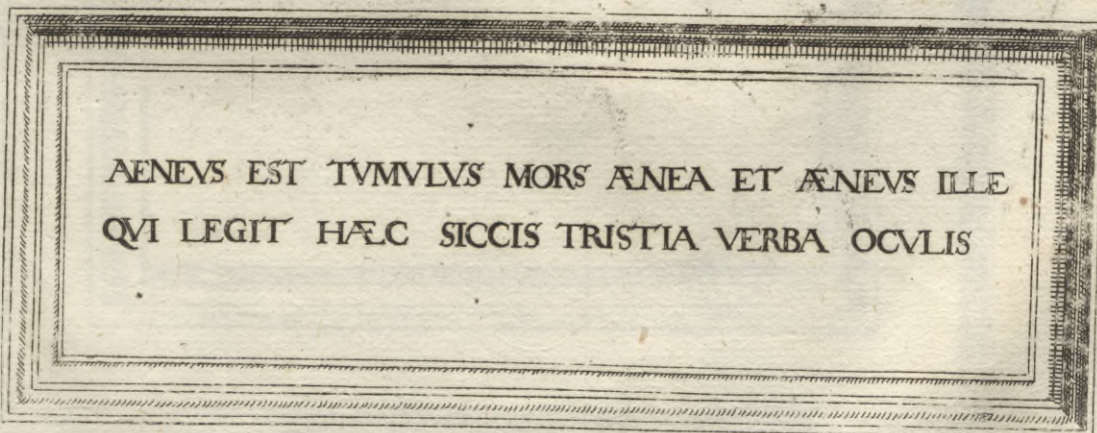 AENEVS EST TVMVLVS MORS ÆNEA ET ÆNEVS ILLE
QVI LEGIT HÆC SICCIS TRISTIA VERBA OCVLIS